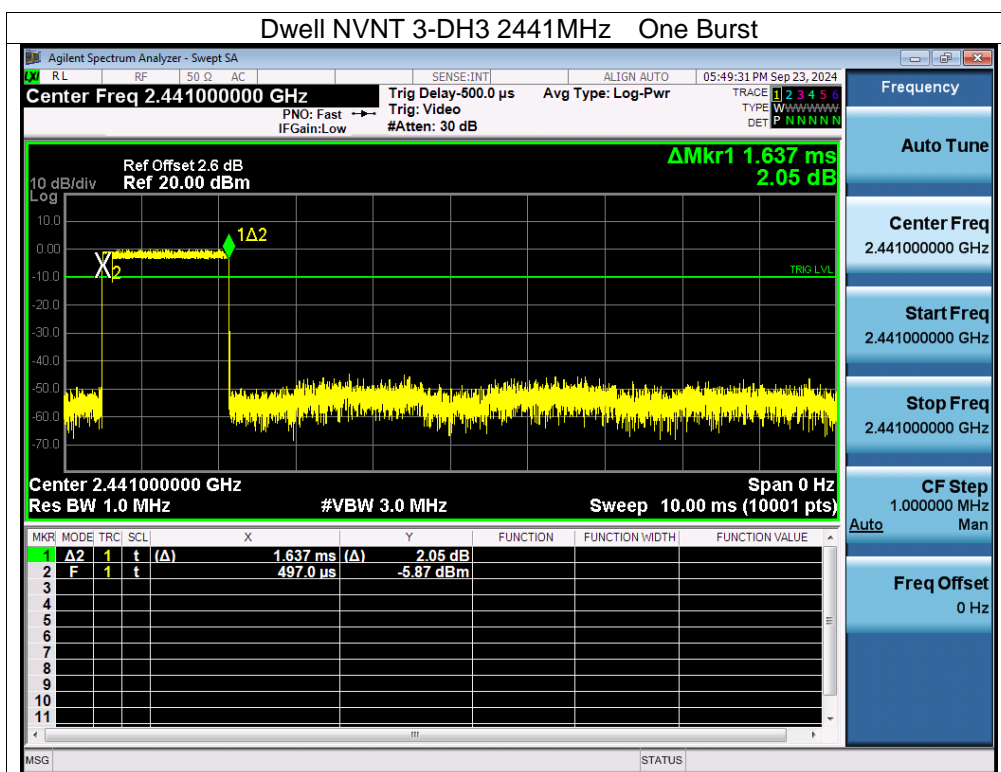 Dwell NVNT 3-DH3 2441MHz One Burst
Agilent Spectrum Analyzer - Swept SA
LXI RL RF 50 Ω AC SENSE:INT ALIGN AUTO 05:49:31 PM Sep 23, 2024
Center Freq 2.441000000 GHz Trig Delay-500.0 µs Avg Type: Log-Pwr TRACE 1 2 3 4 5 6
PNO: Fast Trig: Video TYPE WWWWWW
IFGain:Low #Atten: 30 dB DET P NNNNN
Frequency
Auto Tune
Center Freq
2.441000000 GHz
Start Freq
2.441000000 GHz
Stop Freq
2.441000000 GHz
CF Step
1.000000 MHz
Auto Man
Freq Offset
0 Hz
ΔMkr1 1.637 ms
2.05 dB
Ref Offset 2.6 dB
10 dB/div Ref 20.00 dBm
Log
10.0
0.00
-10.0
-20.0
-30.0
-40.0
-50.0
-60.0
-70.0
1Δ2
2
TRIG LVL
Center 2.441000000 GHz Span 0 Hz
Res BW 1.0 MHz #VBW 3.0 MHz Sweep 10.00 ms (10001 pts)
MKR MODE TRC SCL X Y FUNCTION FUNCTION WIDTH FUNCTION VALUE
1 Δ2 1 t (Δ) 1.637 ms (Δ) 2.05 dB
2 F 1 t 497.0 µs -5.87 dBm
3
4
5
6
7
8
9
10
11
MSG STATUS